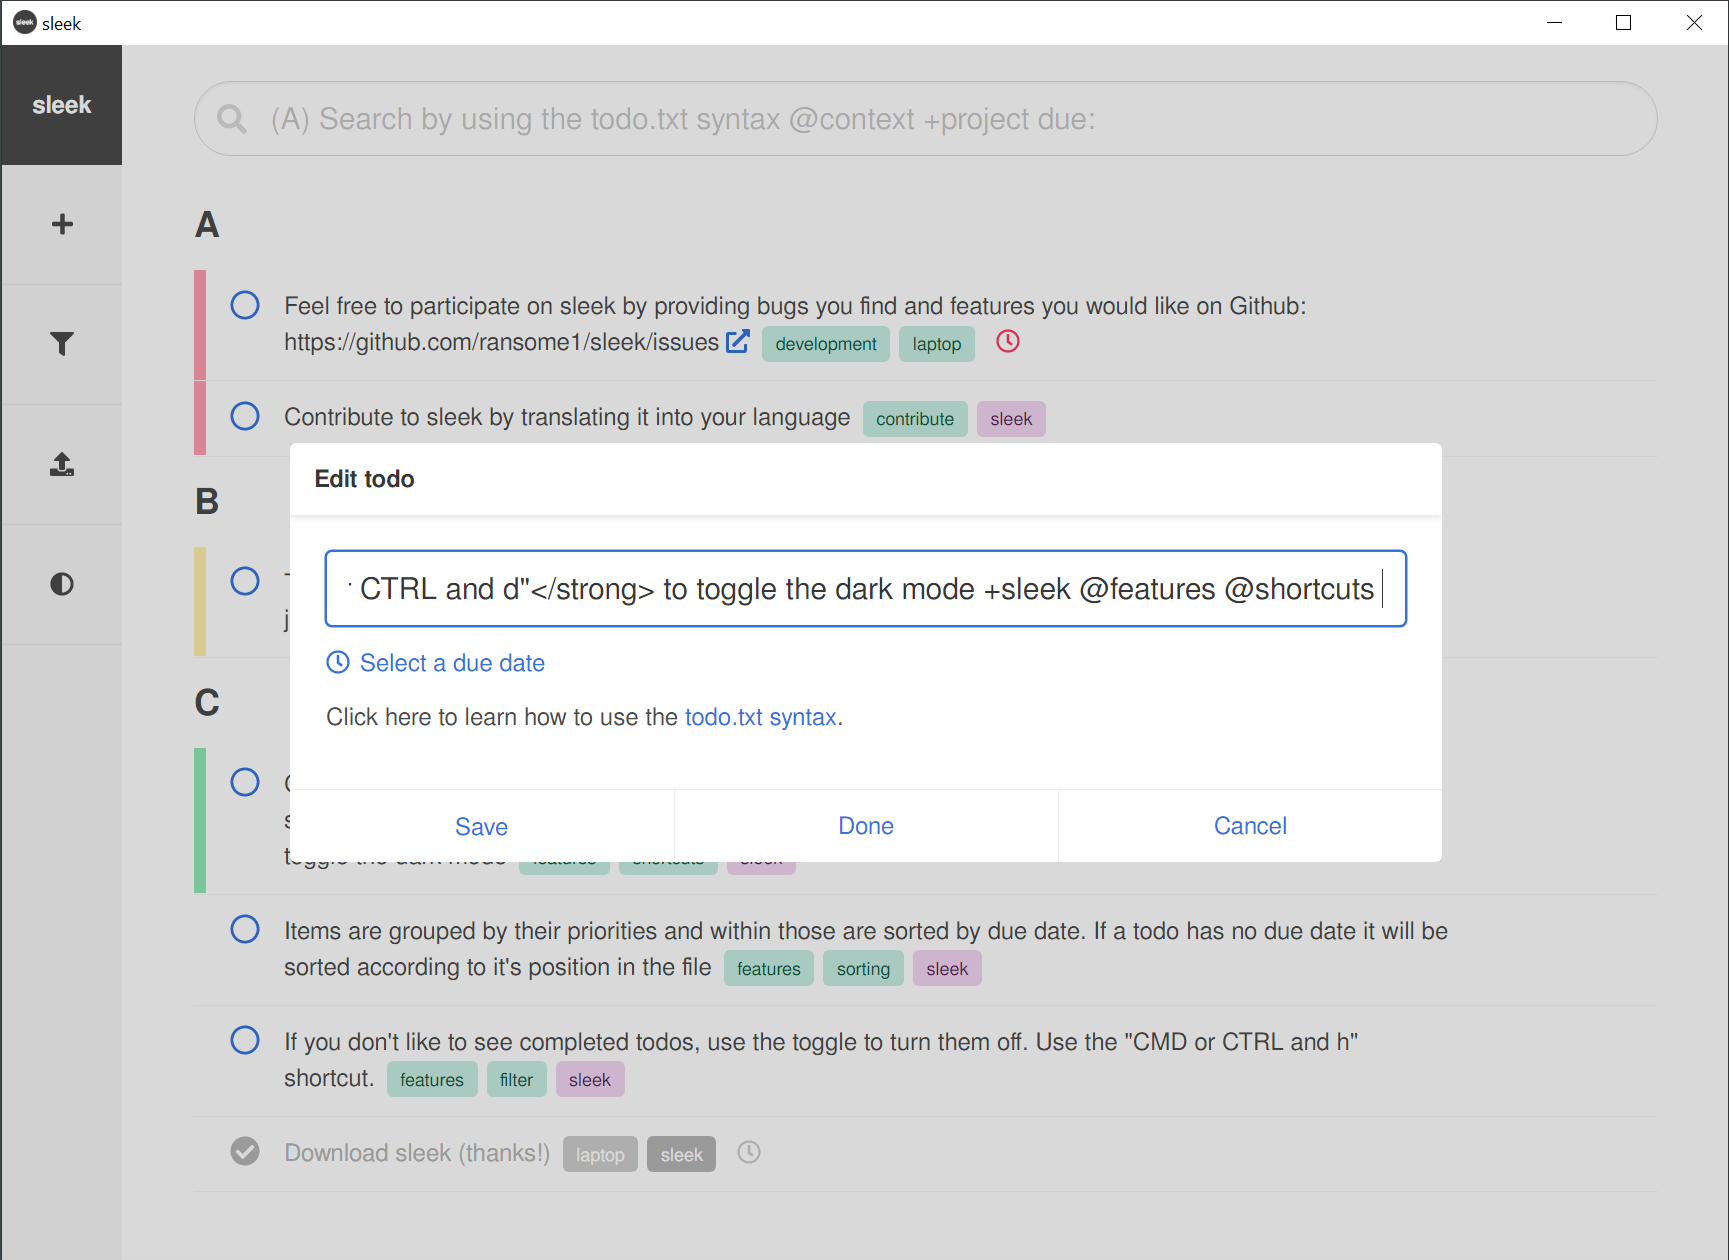 sleek
sleek
(A) Search by using the todo.txt syntax @context +project due:
A
Feel free to participate on sleek by providing bugs you find and features you would like on Github:
https://github.com/ransome1/sleek/issues development laptop
Contribute to sleek by translating it into your language contribute sleek
Edit todo
B
CTRL and d"</strong> to toggle the dark mode +sleek @features @shortcuts
Select a due date
C
Click here to learn how to use the todo.txt syntax.
Save Done Cancel
toggle the dark mode features shortcuts sleek
Items are grouped by their priorities and within those are sorted by due date. If a todo has no due date it will be
sorted according to it's position in the file features sorting sleek
If you don't like to see completed todos, use the toggle to turn them off. Use the "CMD or CTRL and h"
shortcut. features filter sleek
Download sleek (thanks!) laptop sleek